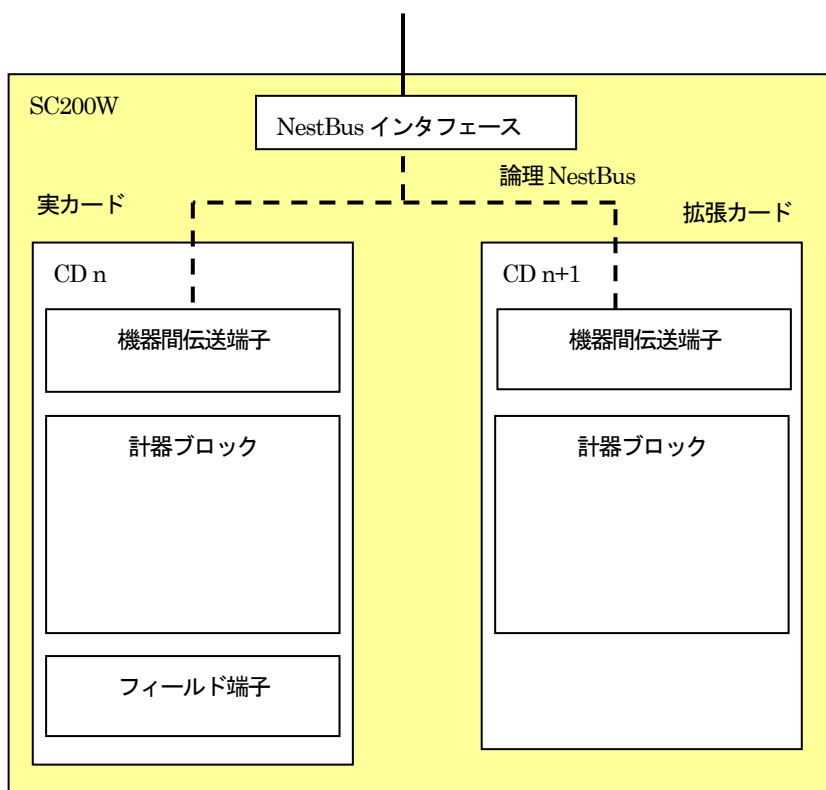 SC200W
NestBus インタフェース
論理 NestBus
実カード
拡張カード
CD n
機器間伝送端子
計器ブロック
フィールド端子
CD n+1
機器間伝送端子
計器ブロック